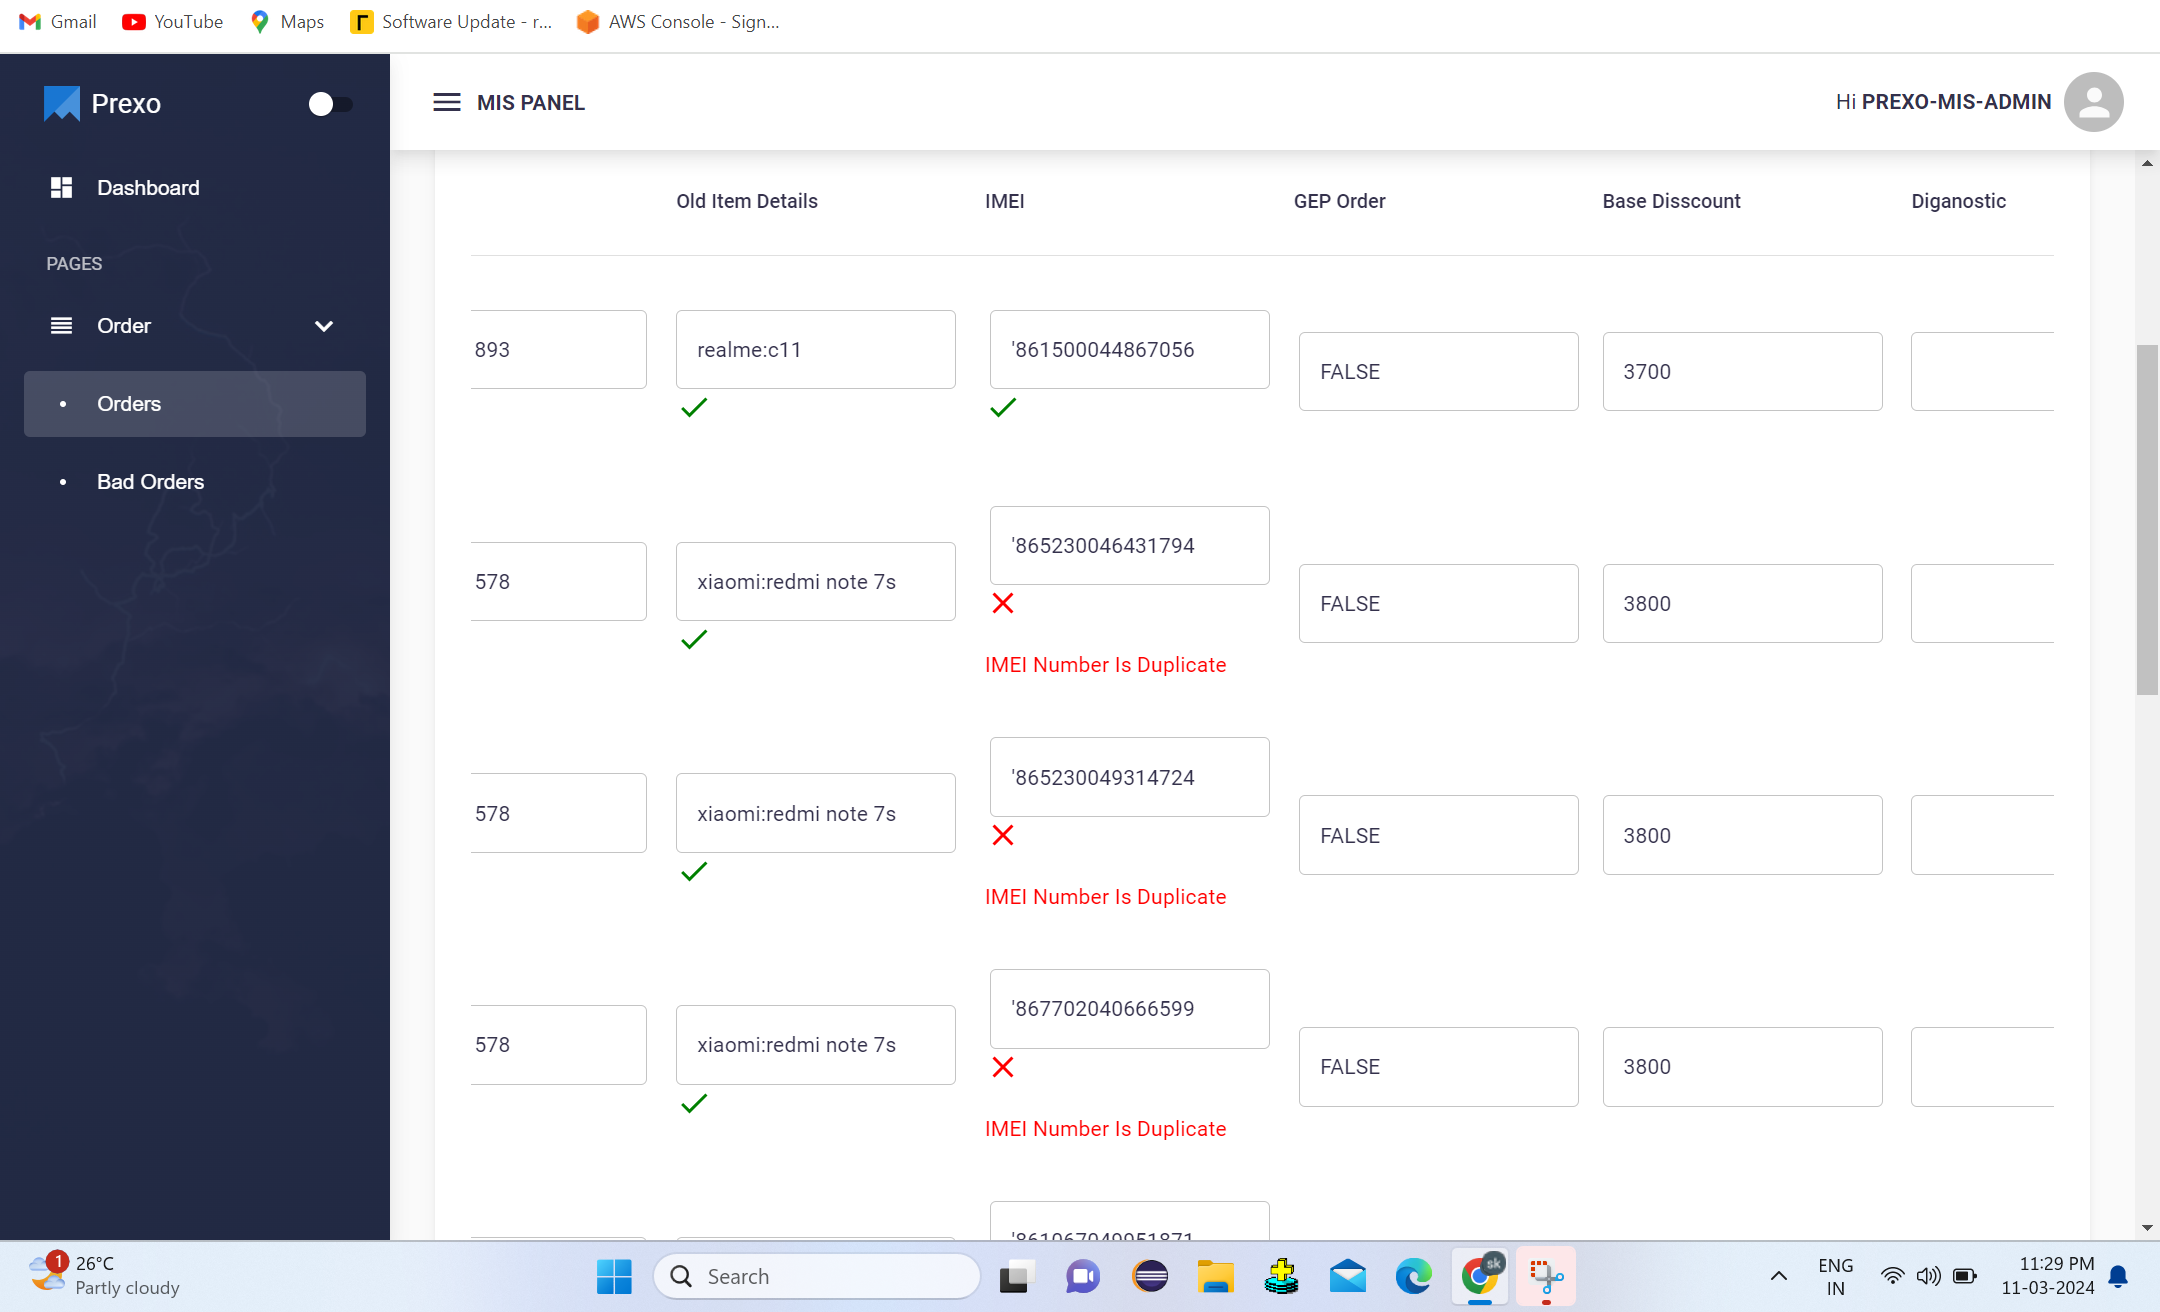 Gmail YouTube Maps Software Update - r... AWS Console - Sign...
Prexo
MIS PANEL
Hi PREXO-MIS-ADMIN
Dashboard
PAGES
Order
Orders
Bad Orders
Old Item Details IMEI GEP Order Base Disscount Diganostic
893 realme:c11 '861500044867056 FALSE 3700
578 xiaomi:redmi note 7s '865230046431794 FALSE 3800
IMEI Number Is Duplicate
578 xiaomi:redmi note 7s '865230049314724 FALSE 3800
IMEI Number Is Duplicate
578 xiaomi:redmi note 7s '867702040666599 FALSE 3800
IMEI Number Is Duplicate
1 26°C
Partly cloudy
Search
sk
ENG
IN
11:29 PM
11-03-2024